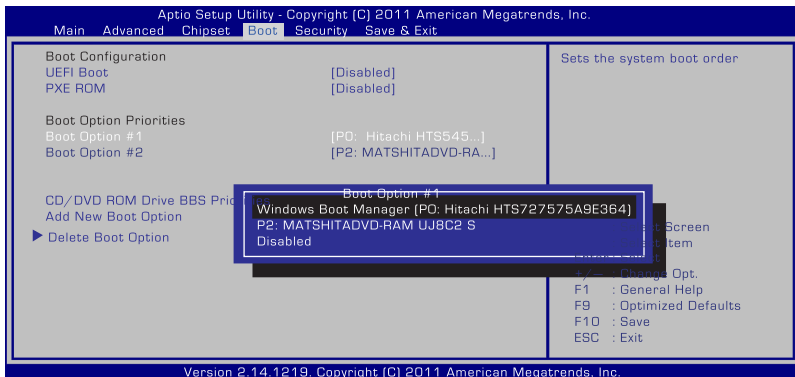 Aptio Setup Utility - Copyright (C) 2011 American Megatrends, Inc.
Main Advanced Chipset Boot Security Save & Exit
Boot Configuration
UEFI Boot [Disabled]
PXE ROM [Disabled]
Boot Option Priorities
Boot Option #1 [P0: Hitachi HTS545...]
Boot Option #2 [P2: MATSHITADVD-RA...]
CD/DVD ROM Drive BBS
Add New Boot Option
Delete Boot Option
Sets the system boot order
Boot Option #1
Windows Boot Manager (P0: Hitachi HTS727575A9E364)
P2: MATSHITADVD-RAM UJ8C2 S
Disabled
Screen
Item
+/- : Change Opt.
F1 : General Help
F9 : Optimized Defaults
F10 : Save
ESC : Exit
Version 2.14.1219. Copyright (C) 2011 American Megatrends, Inc.